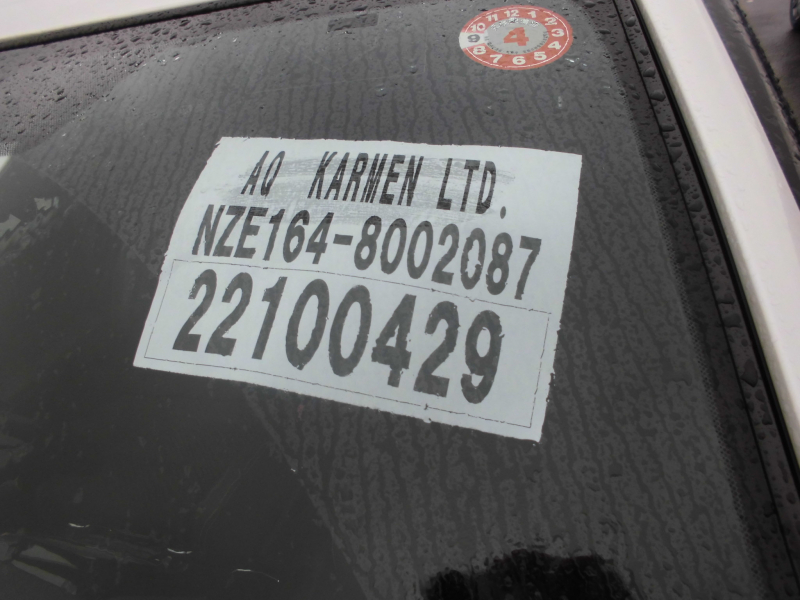 4
AQ KARMEN LTD.
NZE164-8002087
22100429